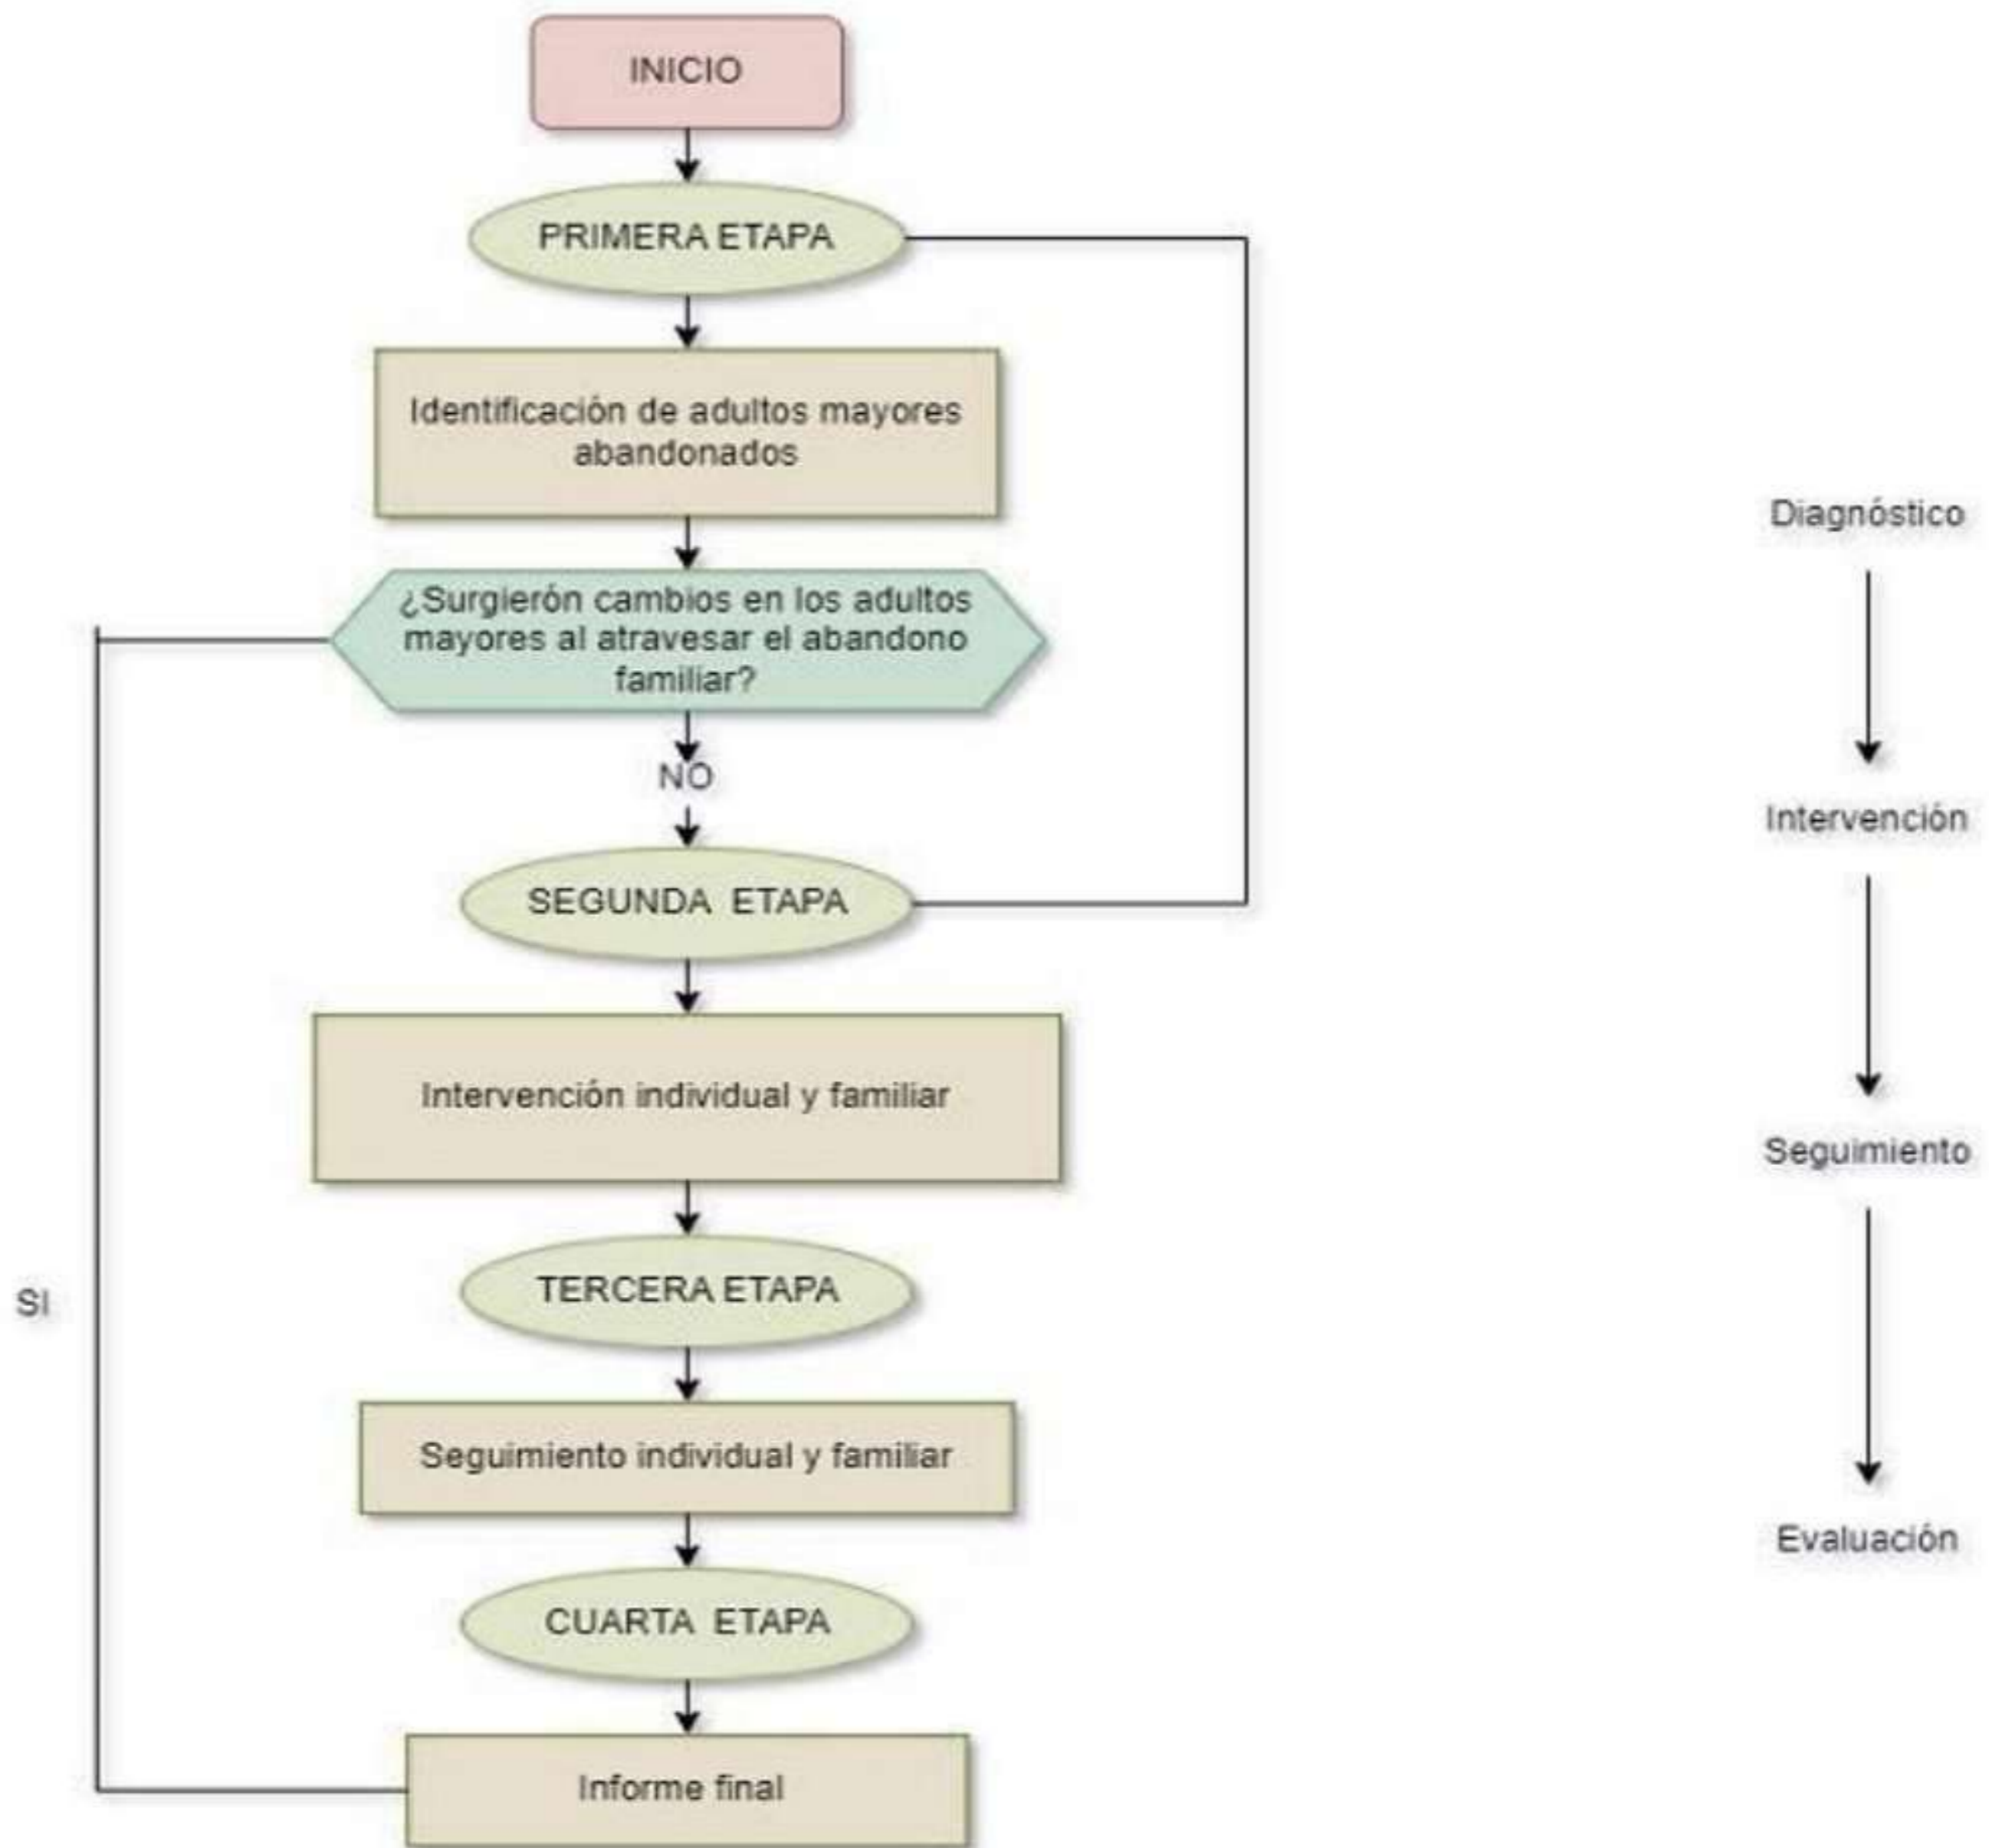 INICIO
PRIMERA ETAPA
Identificación de adultos mayores
abandonados
¿Surgierón cambios en los adultos
mayores al atravesar el abandono
familiar?
NO
SEGUNDA ETAPA
Intervención individual y familiar
TERCERA ETAPA
SI
Seguimiento individual y familiar
CUARTA ETAPA
Informe final
Diagnóstico
Intervención
Seguimiento
Evaluación